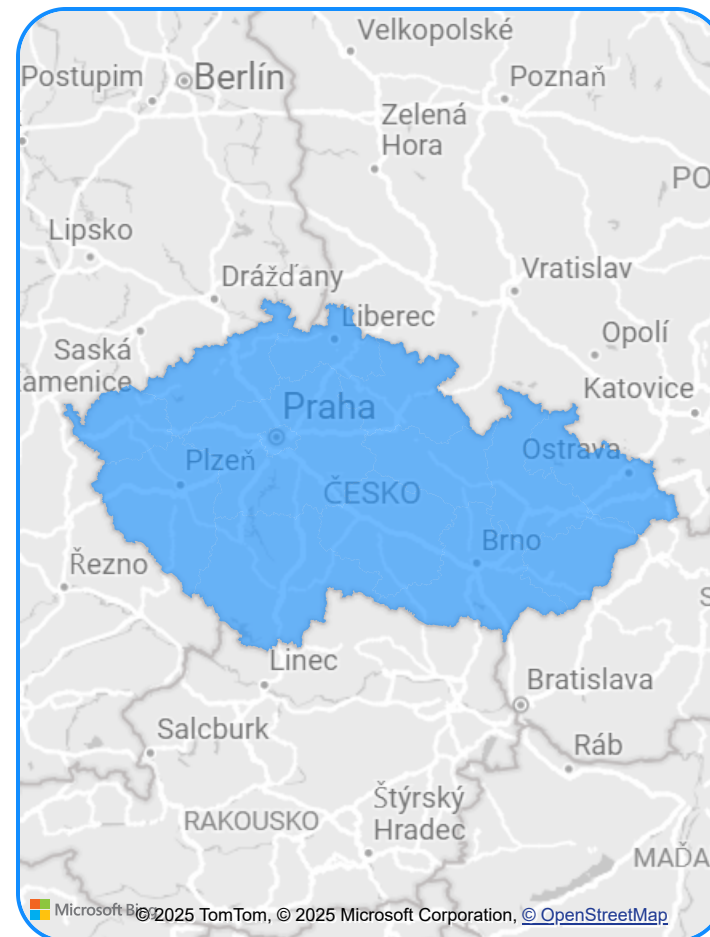 Velkopolské
Postupim
Berlín
Poznaň
Zelená
Hora
PO
Lipsko
Drážďany
Vratislav
Liberec
Opolí
Saská
amenice
Katovice
Praha
Ostrava
Plzeň
ČESKO
Brno
Řezno
S
Linec
Bratislava
Salcburk
Ráb
Štýrský
Hradec
RAKOUSKO
MAĎA
Microsoft Bing
© 2025 TomTom, © 2025 Microsoft Corporation, © OpenStreetMap